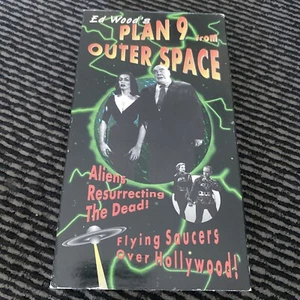 Ed Wood's
PLAN 9 from
OUTER SPACE
Aliens
Resurrecting
The Dead!
Flying Saucers
Over Hollywood!